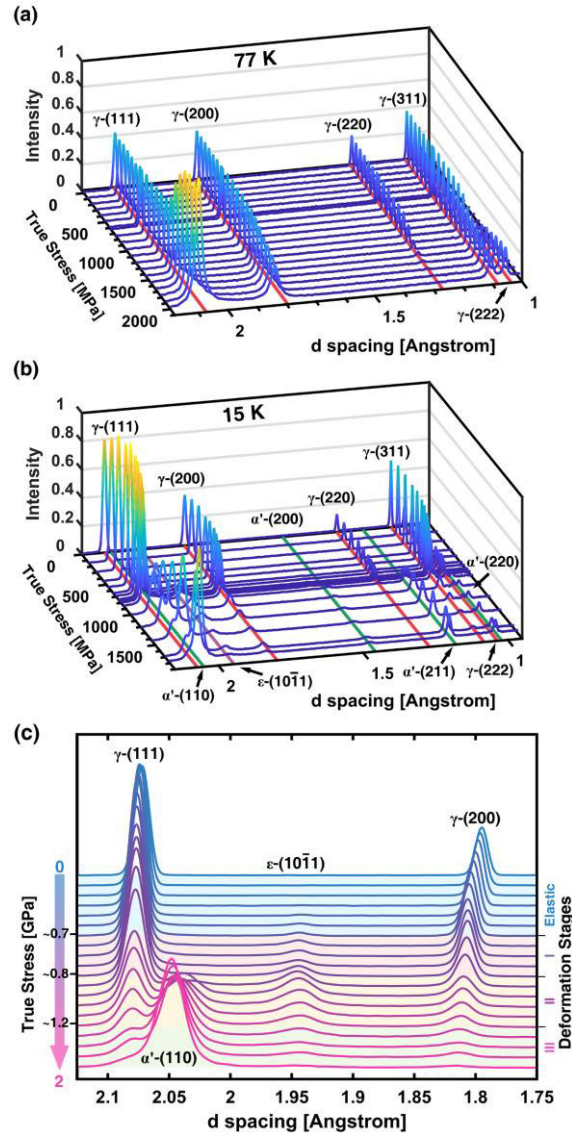 (a)
77 K
1
0.8
0.6
0.4
0.2
0
Intensity
γ-(111)
γ-(200)
γ-(220)
γ-(311)
0
500
1000
1500
2000
True Stress [MPa]
2
1.5
1
γ-(222)
d spacing [Angstrom]
(b)
15 K
1
0.8
0.6
0.4
0.2
0
Intensity
γ-(111)
γ-(200)
α'-(200)
γ-(220)
γ-(311)
α'-(220)
0
500
1000
1500
True Stress [MPa]
2
1.5
1
α'-(110)
ε-(101̄1)
α'-(211)
γ-(222)
d spacing [Angstrom]
(c)
γ-(111)
γ-(200)
ε-(101̄1)
α'-(110)
0
~0.7
~0.8
~1.2
2
True Stress [GPa]
Elastic
I
II
III
Deformation Stages
2.1
2.05
2
1.95
1.9
1.85
1.8
1.75
d spacing [Angstrom]